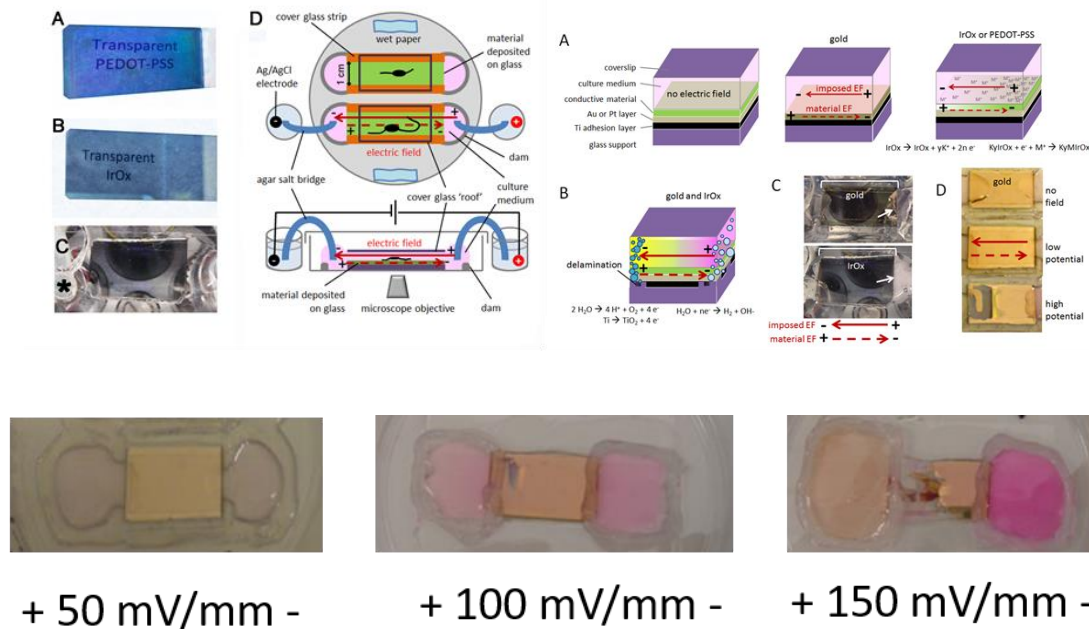 A
Transparent
PEDOT-PSS
B
Transparent
IrOx
C
*
D
cover glass strip
wet paper
material
deposited
on glass
Ag/AgCl
electrode
1 cm
-
+
electric field
dam
agar salt bridge
cover glass 'roof'
culture
medium
electric field
-
+
material deposited
on glass
microscope objective
dam
A
coverslip
culture medium
conductive material
Au or Pt layer
Ti adhesion layer
glass support
no electric field
gold
imposed EF
- +
material EF
+ -
IrOx or PEDOT-PSS
- +
+ -
IrOx → IrOx + yK⁺ + 2n e⁻
KyIrOx + e⁻ + M⁺ → KyMIrOx
B
gold and IrOx
- +
+ -
delamination
2 H₂O → 4 H⁺ + O₂ + 4 e⁻
Ti → TiO₂ + 4 e⁻
H₂O + ne⁻ → H₂ + OH-
C
gold
IrOx
imposed EF - +
material EF + -
D
gold
no
field
low
potential
high
potential
+ 50 mV/mm -
+ 100 mV/mm -
+ 150 mV/mm -